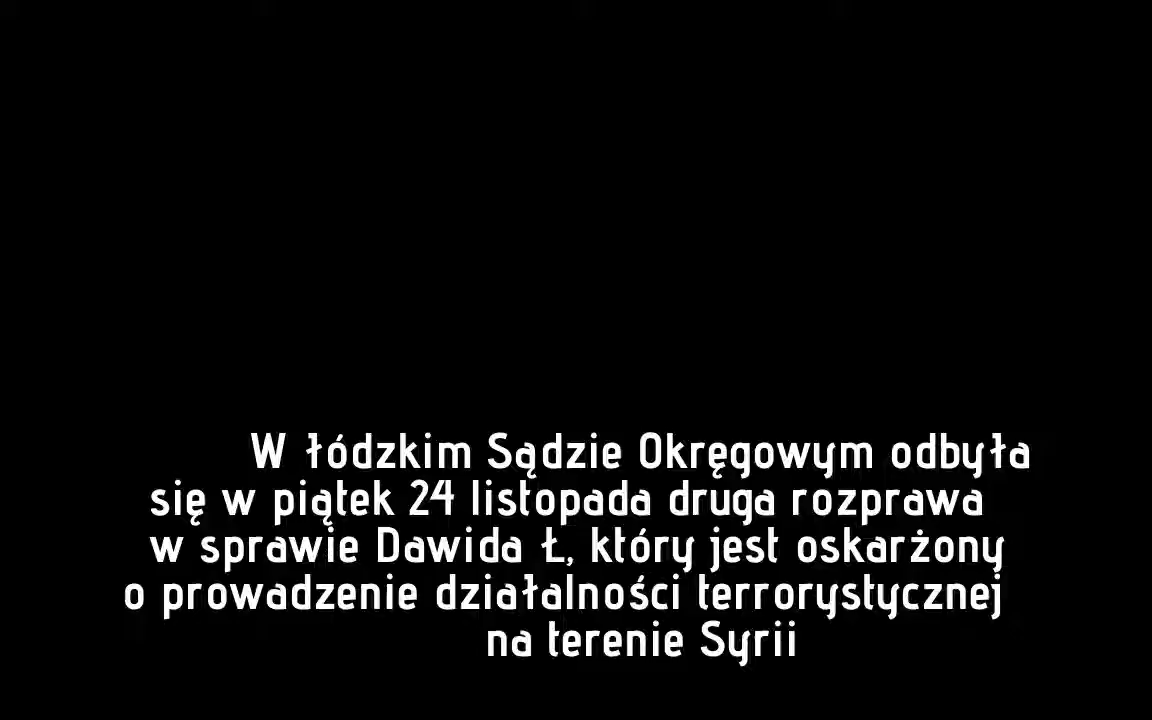 W łódzkim Sądzie Okręgowym odbyła
się w piątek 24 listopada druga rozprawa
w sprawie Dawida Ł, który jest oskarżony
o prowadzenie działalności terrorystycznej
na terenie Syrii